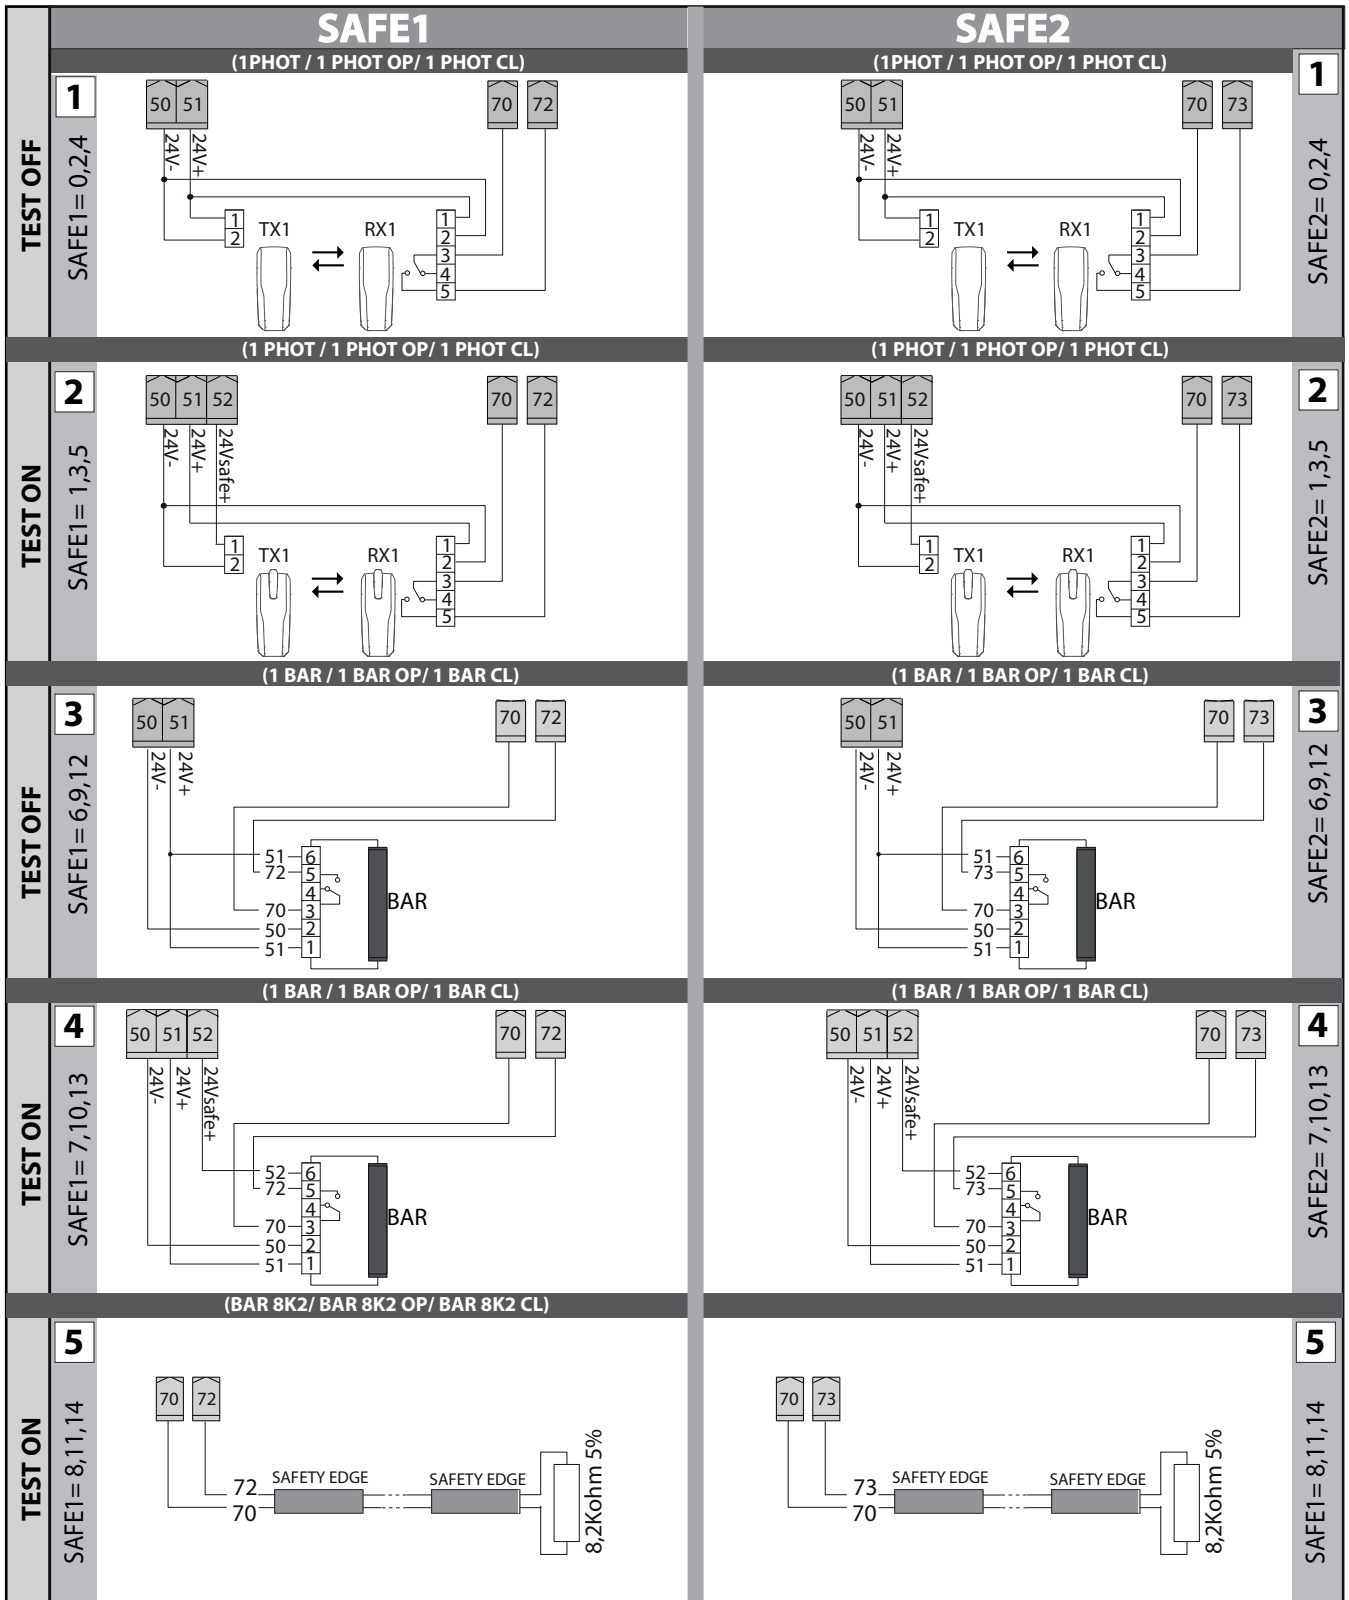 SAFE1
SAFE2
(1PHOT / 1 PHOT OP/ 1 PHOT CL)
(1PHOT / 1 PHOT OP/ 1 PHOT CL)
TEST OFF
1
SAFE1= 0,2,4
50 51
70 72
24V-
24V+
1
2
TX1
RX1
1
2
3
4
5
50 51
70 73
24V-
24V+
1
2
TX1
RX1
1
2
3
4
5
1
SAFE2= 0,2,4
(1 PHOT / 1 PHOT OP/ 1 PHOT CL)
(1 PHOT / 1 PHOT OP/ 1 PHOT CL)
TEST ON
2
SAFE1= 1,3,5
50 51 52
70 72
24V-
24V+
24Vsafe+
1
2
TX1
RX1
1
2
3
4
5
50 51 52
70 73
24V-
24V+
24Vsafe+
1
2
TX1
RX1
1
2
3
4
5
2
SAFE2= 1,3,5
(1 BAR / 1 BAR OP/ 1 BAR CL)
(1 BAR / 1 BAR OP/ 1 BAR CL)
TEST OFF
3
SAFE1= 6,9,12
50 51
70 72
24V-
24V+
51 6
72 5
4
70 3
50 2
51 1
BAR
50 51
70 73
24V-
24V+
51 6
73 5
4
70 3
50 2
51 1
BAR
3
SAFE2= 6,9,12
(1 BAR / 1 BAR OP/ 1 BAR CL)
(1 BAR / 1 BAR OP/ 1 BAR CL)
TEST ON
4
SAFE1= 7,10,13
50 51 52
70 72
24V-
24V+
24Vsafe+
52 6
72 5
4
70 3
50 2
51 1
BAR
50 51 52
70 73
24V-
24V+
24Vsafe+
52 6
73 5
4
70 3
50 2
51 1
BAR
4
SAFE2= 7,10,13
(BAR 8K2/ BAR 8K2 OP/ BAR 8K2 CL)
TEST ON
5
SAFE1= 8,11,14
70 72
72
70
SAFETY EDGE
SAFETY EDGE
8,2Kohm 5%
70 73
73
70
SAFETY EDGE
SAFETY EDGE
8,2Kohm 5%
5
SAFE1= 8,11,14